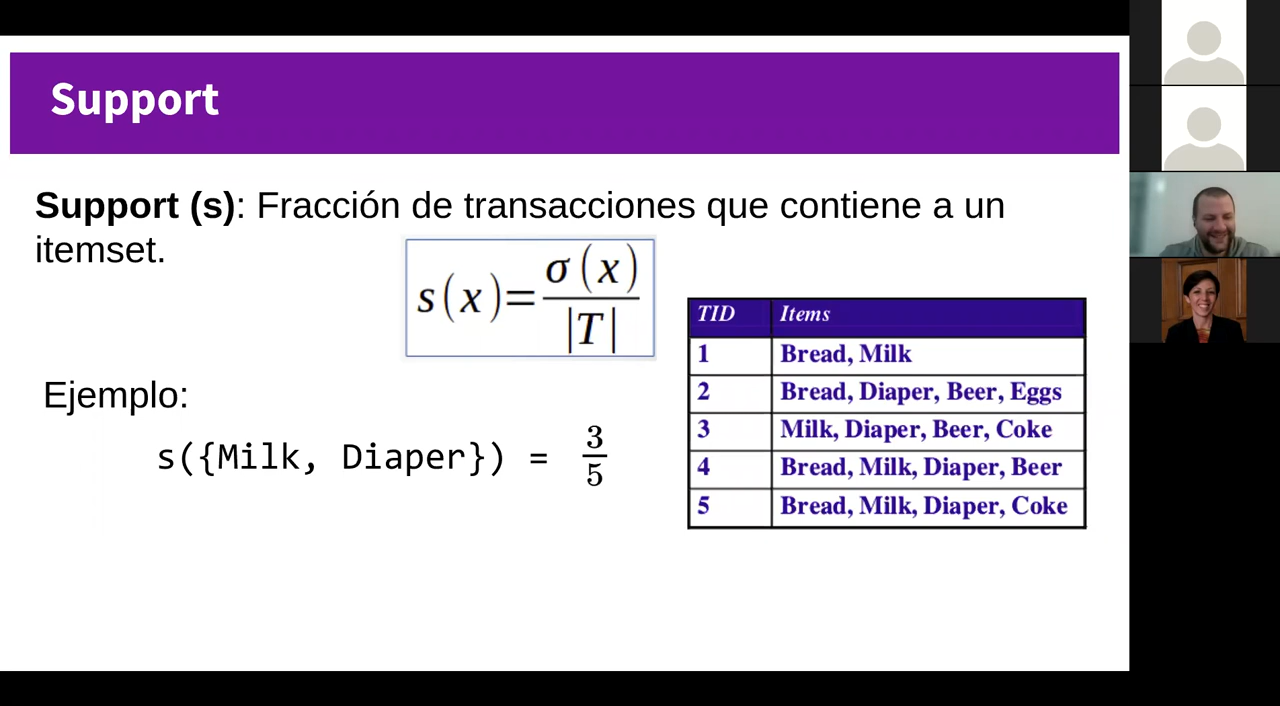 Support
Support (s): Fracción de transacciones que contiene a un
itemset.
s(x)=σ(x)/|T|
Ejemplo:
s({Milk, Diaper}) = 3/5
TID Items
1 Bread, Milk
2 Bread, Diaper, Beer, Eggs
3 Milk, Diaper, Beer, Coke
4 Bread, Milk, Diaper, Beer
5 Bread, Milk, Diaper, Coke